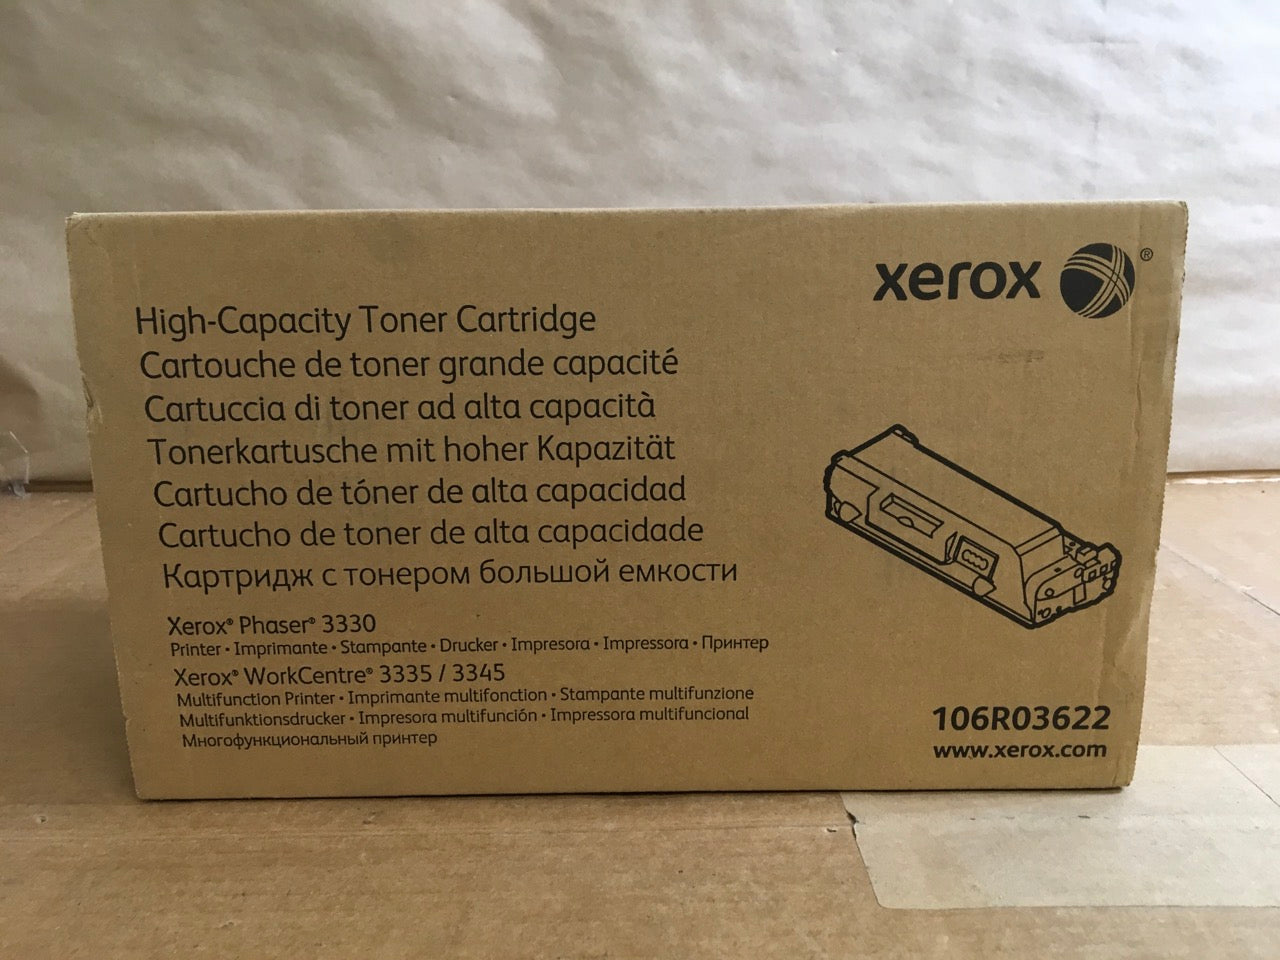 xerox ®
High-Capacity Toner Cartridge
Cartouche de toner grande capacité
Cartuccia di toner ad alta capacità
Tonerkartusche mit hoher Kapazität
Cartucho de tóner de alta capacidad
Cartucho de toner de alta capacidade
Картридж с тонером большой емкости
Xerox® Phaser® 3330
Printer • Imprimante • Stampante • Drucker • Impresora • Impressora • Принтер
Xerox® WorkCentre® 3335 / 3345
Multifunction Printer • Imprimante multifonction • Stampante multifunzione
Multifunktionsdrucker • Impresora multifunción • Impressora multifuncional
Многофункциональный принтер
106R03622
www.xerox.com